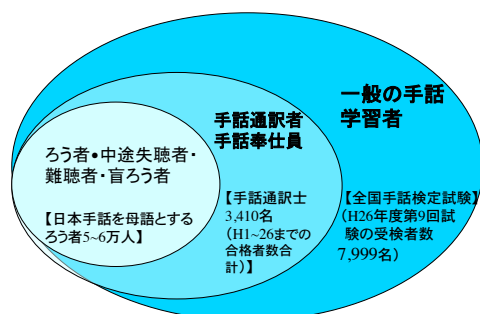 一般の手話
学習者
手話通訳者
手話奉仕員
ろう者・中途失聴者・
難聴者・盲ろう者
【日本手話を母語とする
ろう者5~6万人】
【手話通訳士
3,410名
（H1~26までの
合格者数合
計）】
【全国手話検定試験】
（H26年度第9回試
験の受検者数
7,999名）